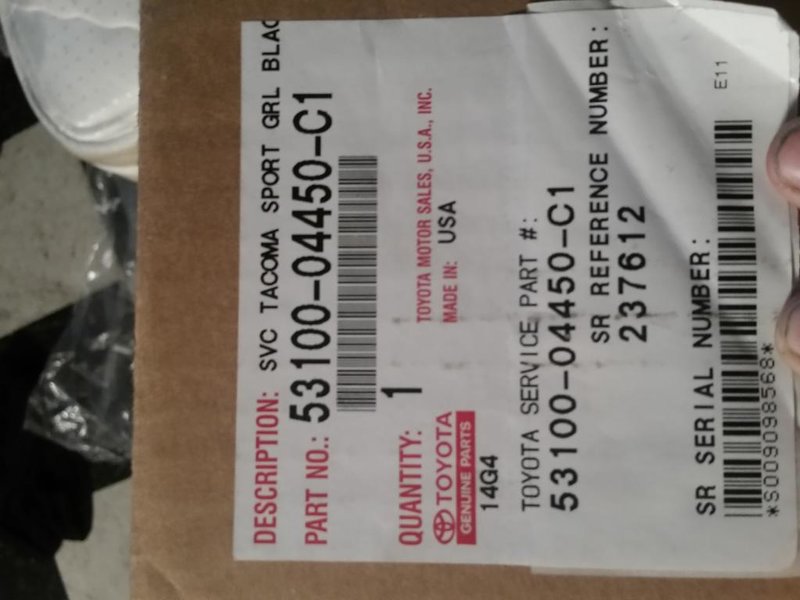 DESCRIPTION: SVC TACOMA SPORT GRL BLAC
PART NO.: 53100-04450-C1
QUANTITY: 1
TOYOTA MOTOR SALES, U.S.A., INC.
MADE IN: USA
TOYOTA
GENUINE PARTS
14G4
TOYOTA SERVICE PART #:
53100-04450-C1
SR REFERENCE NUMBER:
237612
SR SERIAL NUMBER:
E11
*S009098568*